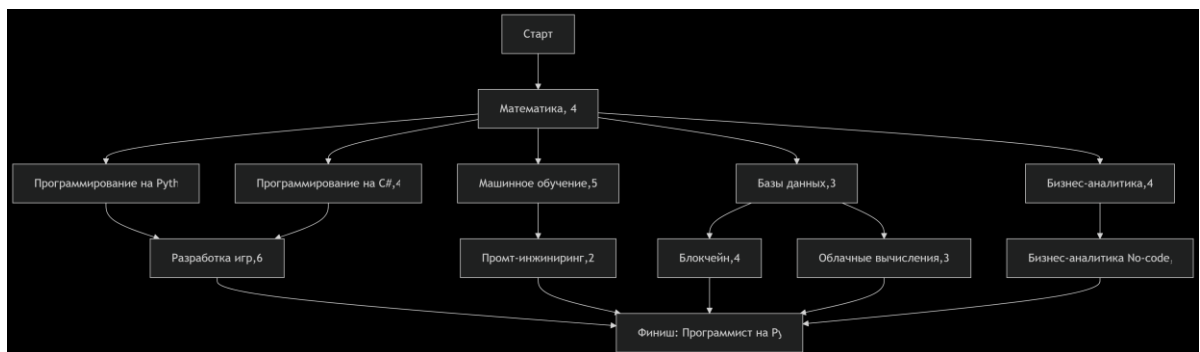 Старт
Математика, 4
Программирование на Pyth
Программирование на C#,4
Машинное обучение,5
Базы данных,3
Бизнес-аналитика,4
Разработка игр,6
Промт-инжиниринг,2
Блокчейн,4
Облачные вычисления,3
Бизнес-аналитика No-code,
Финиш: Программист на Py